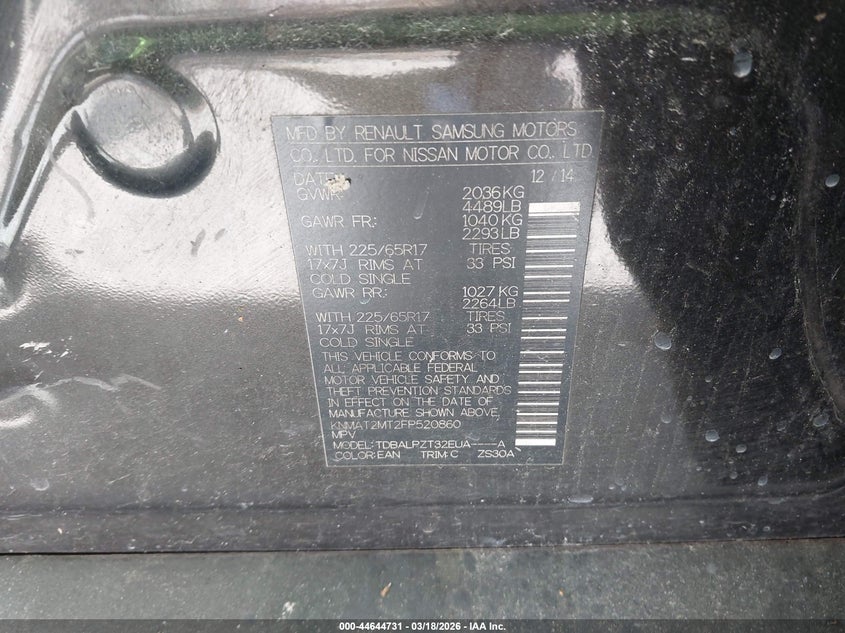 MFD BY RENAULT SAMSUNG MOTORS
CO., LTD. FOR NISSAN MOTOR CO., LTD
DATE: 12 / 14
GVWR: 2036KG
4489LB
GAWR FR: 1040KG
2293LB
WITH 225/65R17 TIRES
17x7J RIMS AT 33 PSI
COLD SINGLE
GAWR RR: 1027 KG
2264LB
WITH 225/65R17 TIRES
17x7J RIMS AT 33 PSI
COLD SINGLE
THIS VEHICLE CONFORMS TO
ALL APPLICABLE FEDERAL
MOTOR VEHICLE SAFETY AND
THEFT PREVENTION STANDARDS
IN EFFECT ON THE DATE OF
MANUFACTURE SHOWN ABOVE.
KNMAT2MT2FP520860
MPV
MODEL: TDBALPZT32EUA----A
COLOR:EAN TRIM:C ZS30A
000-44644731 - 03/18/2026 - IAA Inc.